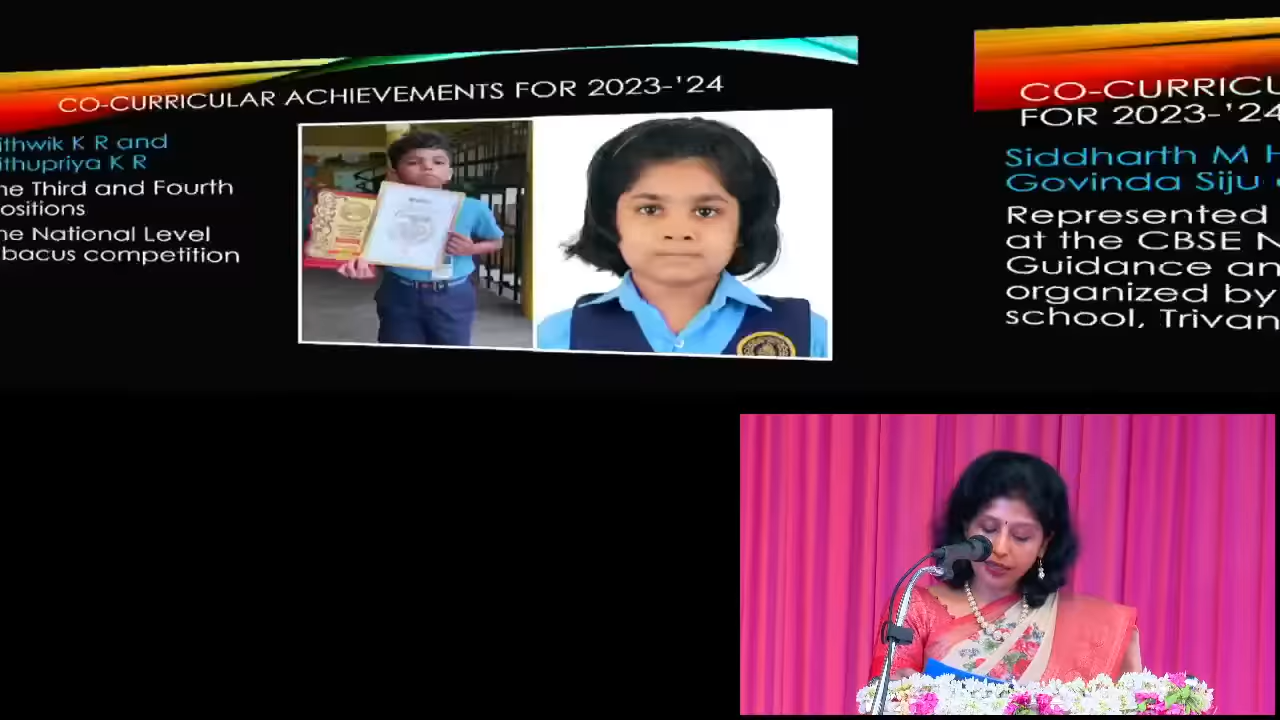 CO-CURRICULAR ACHIEVEMENTS FOR 2023-'24
ithwik K R and
ithupriya K R
he Third and Fourth
ositions
he National Level
bacus competition
CO-CURRICU
FOR 2023-'24
Siddharth M H
Govinda Siju
Represented
at the CBSE N
Guidance an
organized by
school, Trivan